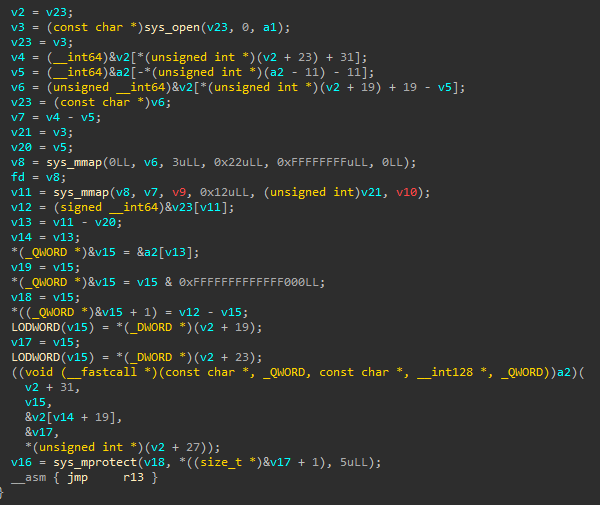 v2 = v23;
v3 = (const char *)sys_open(v23, 0, a1);
v23 = v3;
v4 = (__int64)&v2[*(unsigned int *)(v2 + 23) + 31];
v5 = (__int64)&a2[-*(unsigned int *)(a2 - 11) - 11];
v6 = (unsigned __int64)&v2[*(unsigned int *)(v2 + 19) + 19 - v5];
v23 = (const char *)v6;
v7 = v4 - v5;
v21 = v3;
v20 = v5;
v8 = sys_mmap(0LL, v6, 3uLL, 0x22uLL, 0xFFFFFFFFuLL, 0LL);
fd = v8;
v11 = sys_mmap(v8, v7, v9, 0x12uLL, (unsigned int)v21, v10);
v12 = (signed __int64)&v23[v11];
v13 = v11 - v20;
v14 = v13;
*(_QWORD *)&v15 = &a2[v13];
v19 = v15;
*(_QWORD *)&v15 = v15 & 0xFFFFFFFFFFFFF000LL;
v18 = v15;
*((_QWORD *)&v15 + 1) = v12 - v15;
LODWORD(v15) = *(_DWORD *)(v2 + 19);
v17 = v15;
LODWORD(v15) = *(_DWORD *)(v2 + 23);
((void (__fastcall *)(const char *, _QWORD, const char *, __int128 *, _QWORD))a2)(
v2 + 31,
v15,
&v2[v14 + 19],
&v17,
*(unsigned int *)(v2 + 27));
v16 = sys_mprotect(v18, *((size_t *)&v17 + 1), 5uLL);
__asm { jmp     r13 }
}